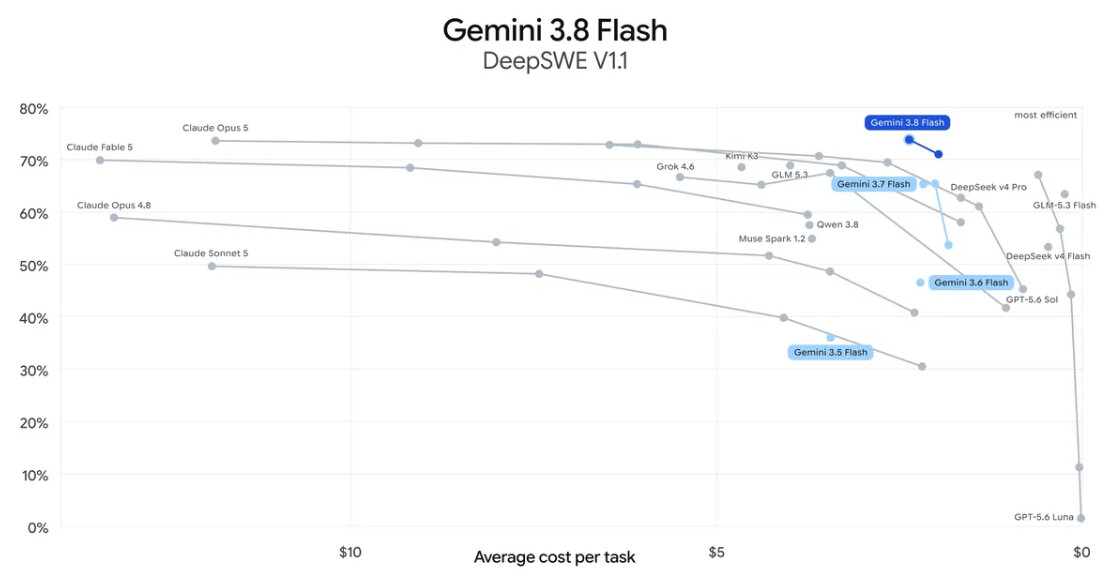 Gemini 3.8 Flash
DeepSWE V1.1
80%
most efficient
Gemini 3.8 Flash
Claude Opus 5
Claude Fable 5
70%
Kimi K3
Grok 4.6
GLM 5.3
Gemini 3.7 Flash
DeepSeek v4 Pro
GLM-5.3 Flash
Claude Opus 4.8
60%
Qwen 3.8
Muse Spark 1.2
Claude Sonnet 5
DeepSeek v4 Flash
50%
Gemini 3.6 Flash
GPT-5.6 Sol
40%
Gemini 3.5 Flash
30%
20%
10%
GPT-5.6 Luna
0%
$10
Average cost per task
$5
$0